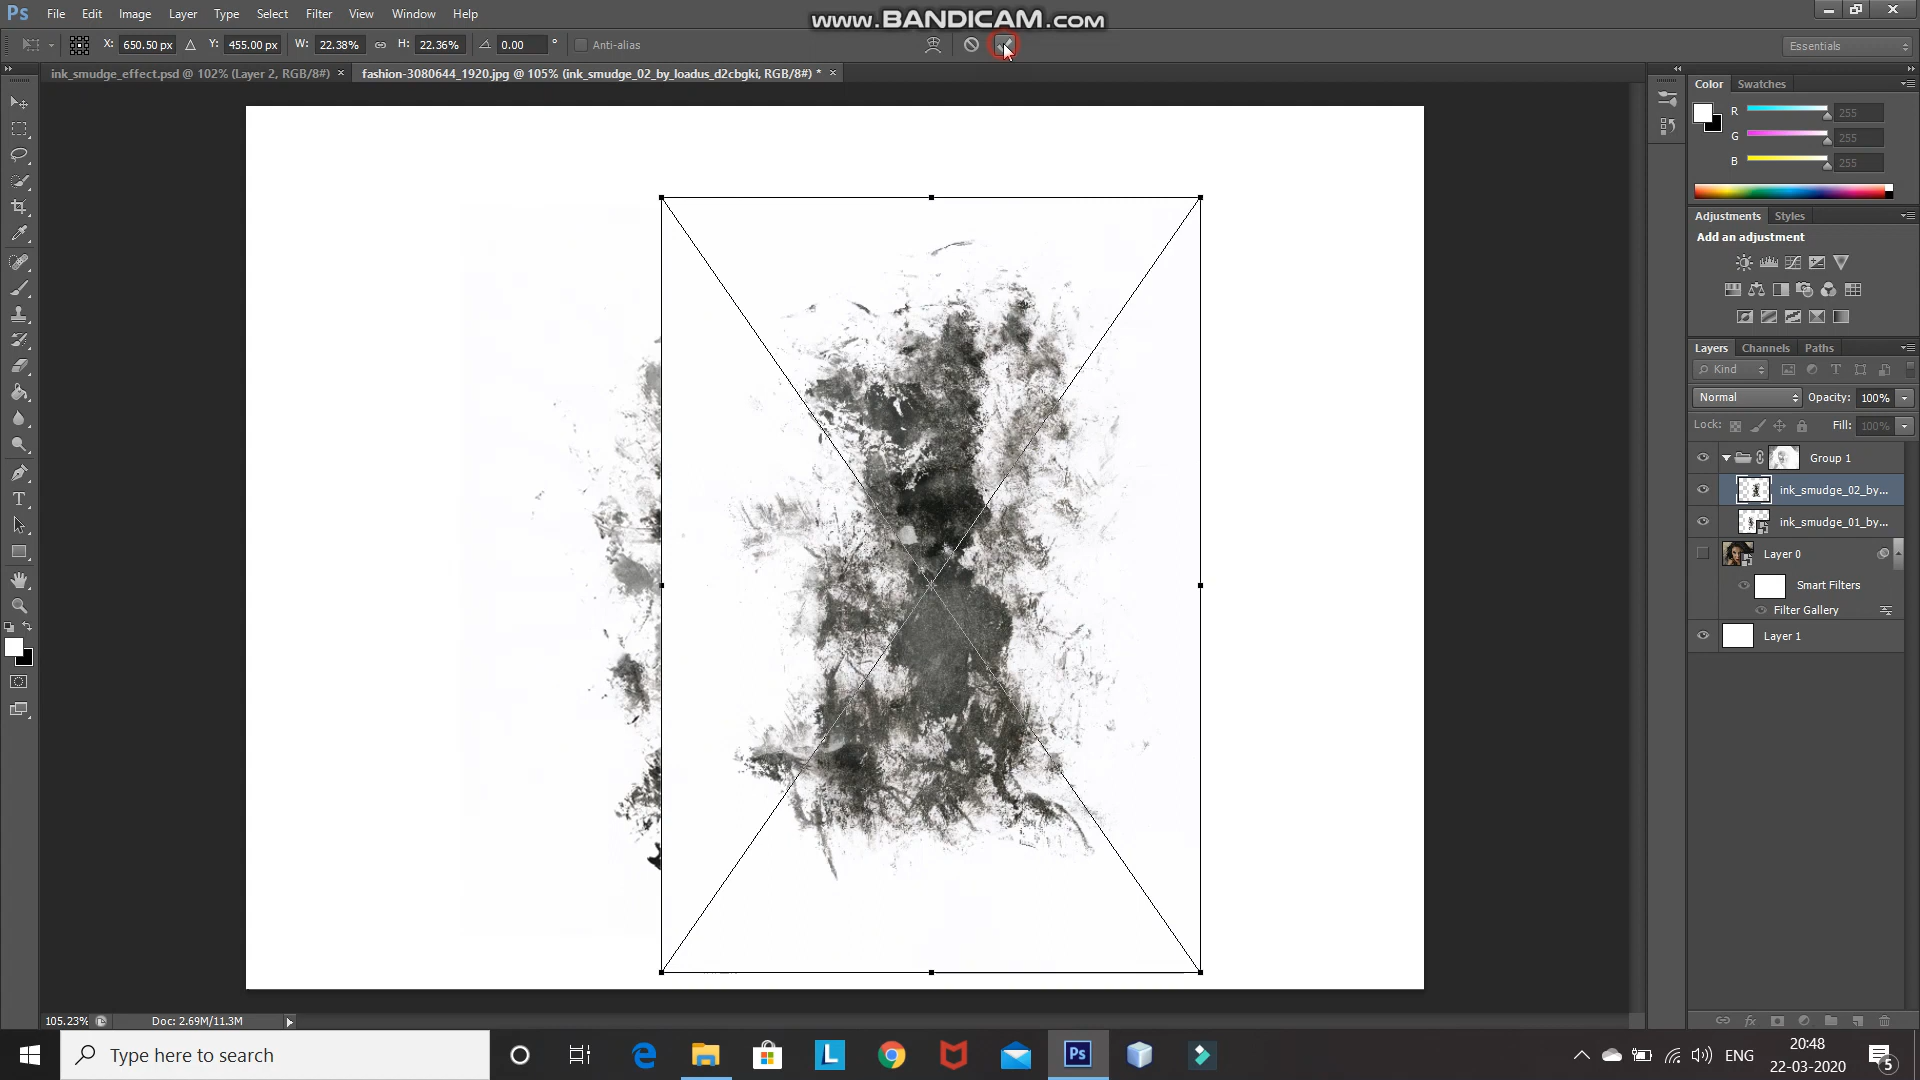 www.BANDICAM.com
Ps File Edit Image Layer Type Select Filter View Window Help
X: 650.50 px Y: 455.00 px W: 22.38% H: 22.36% 0.00 ° Anti-alias Essentials
ink_smudge_effect.psd @ 102% (Layer 2, RGB/8#) × fashion-3080644_1920.jpg @ 105% (ink_smudge_02_by_loadus_d2cbgki, RGB/8#) * ×
Color Swatches
R 255
G 255
B 255
Adjustments Styles
Add an adjustment
Layers Channels Paths
Kind
Normal Opacity: 100%
Lock: Fill: 100%
Group 1
ink_smudge_02_by...
ink_smudge_01_by...
Layer 0
Smart Filters
Filter Gallery
Layer 1
105.23% Doc: 2.69M/11.3M
Type here to search
L
Ps
ENG
20:48
22-03-2020
5